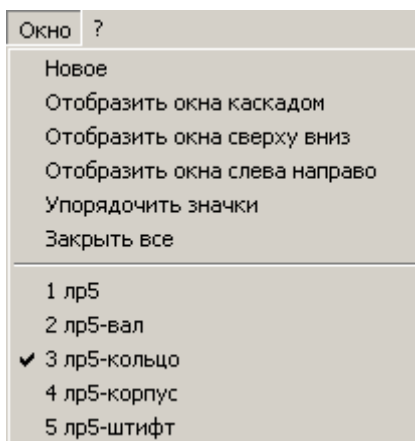 Окно ?
Новое
Отобразить окна каскадом
Отобразить окна сверху вниз
Отобразить окна слева направо
Упорядочить значки
Закрыть все
1 лр5
2 лр5-вал
3 лр5-кольцо
4 лр5-корпус
5 лр5-штифт